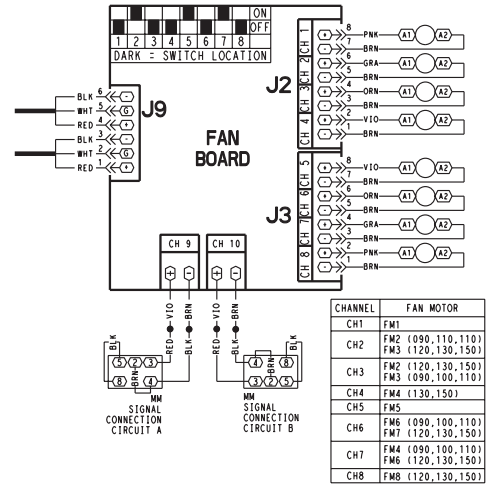 ON
OFF
1 2 3 4 5 6 7 8
DARK = SWITCH LOCATION
J9
BLK 6 -
WHT 5 G
RED 4 +
BLK 3 -
WHT 2 G
RED 1 +
FAN
BOARD
J2
CH 1
CH 2
CH 3
CH 4
+ 8 PNK A1 A2
- 7 BRN
+ 6 GRA A1 A2
- 5 BRN
+ 4 ORN A1 A2
- 3 BRN
+ 2 VIO A1 A2
- 1 BRN
J3
CH 5
CH 6
CH 7
CH 8
+ 8 VIO A1 A2
- 7 BRN
+ 6 ORN A1 A2
- 5 BRN
+ 4 GRA A1 A2
- 3 BRN
+ 2 PNK A1 A2
- 1 BRN
CH 9 CH 10
+ - + -
VIO BRN VIO BRN
RED BLK RED BLK
BLK
5 2 3
BRN
8 4
MM
SIGNAL
CONNECTION
CIRCUIT A
BLK
4 8
BRN
3 2 5
MM
SIGNAL
CONNECTION
CIRCUIT B
CHANNEL FAN MOTOR
CH1 FM1
CH2 FM2 (090,110,110)
FM3 (120,130,150)
CH3 FM2 (120,130,150)
FM3 (090,100,110)
CH4 FM4 (130,150)
CH5 FM5
CH6 FM6 (090,100,110)
FM7 (120,130,150)
CH7 FM4 (090,100,110)
FM6 (120,130,150)
CH8 FM8 (120,130,150)